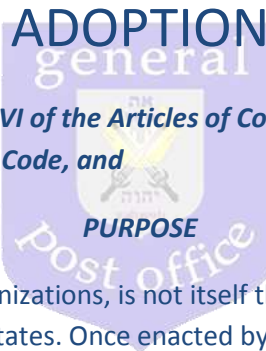 ADOPTION
general
VI of the Articles of Co
Code, and
יהוה
PURPOSE
post office
nizations, is not itself t
tates. Once enacted by